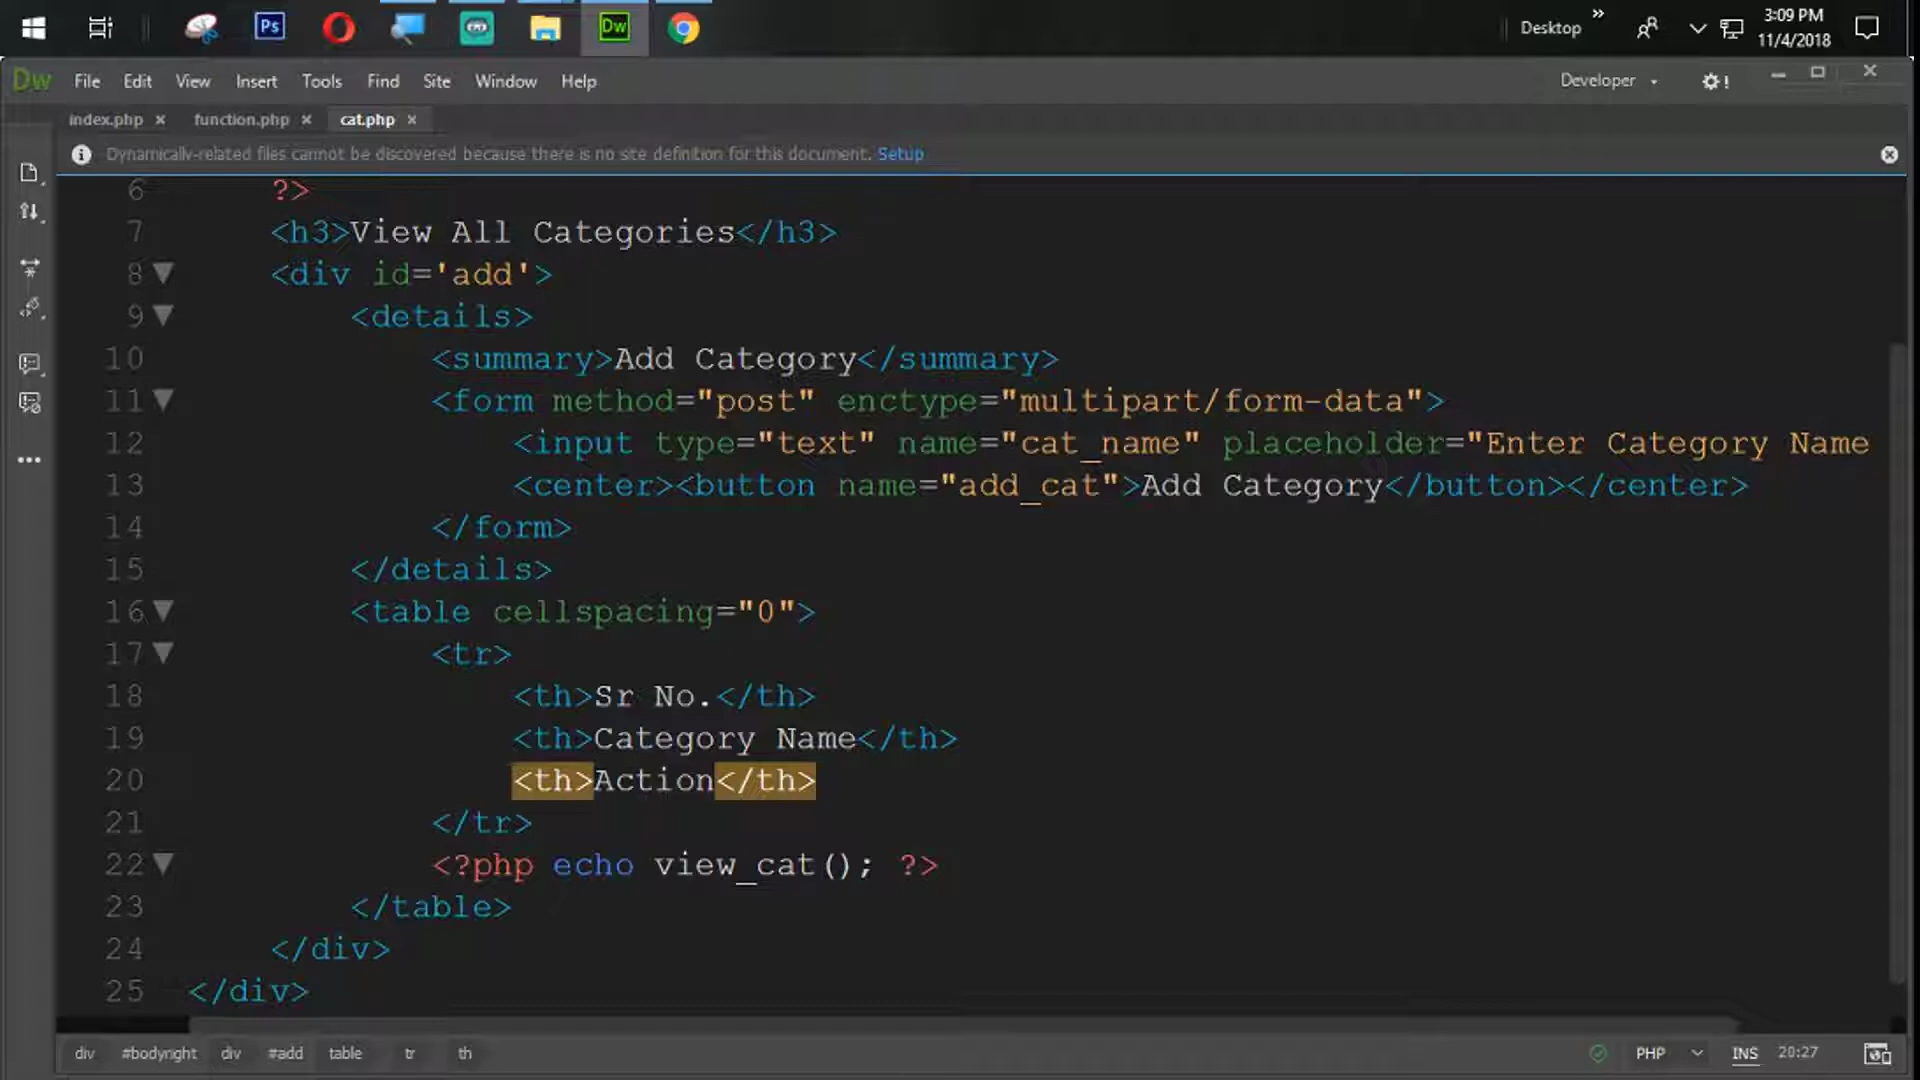 Ps
Dw
Desktop
»
3:09 PM
11/4/2018
Dw File Edit View Insert Tools Find Site Window Help
Developer
!
index.php × function.php × cat.php ×
Dynamically-related files cannot be discovered because there is no site definition for this document. Setup
6 ?>
7 <h3>View All Categories</h3>
8 <div id='add'>
9 <details>
10 <summary>Add Category</summary>
11 <form method="post" enctype="multipart/form-data">
12 <input type="text" name="cat_name" placeholder="Enter Category Name
13 <center><button name="add_cat">Add Category</button></center>
14 </form>
15 </details>
16 <table cellspacing="0">
17 <tr>
18 <th>Sr No.</th>
19 <th>Category Name</th>
20 <th>Action</th>
21 </tr>
22 <?php echo view_cat(); ?>
23 </table>
24 </div>
25 </div>
div #bodyright div #add table tr th
PHP INS 20:27